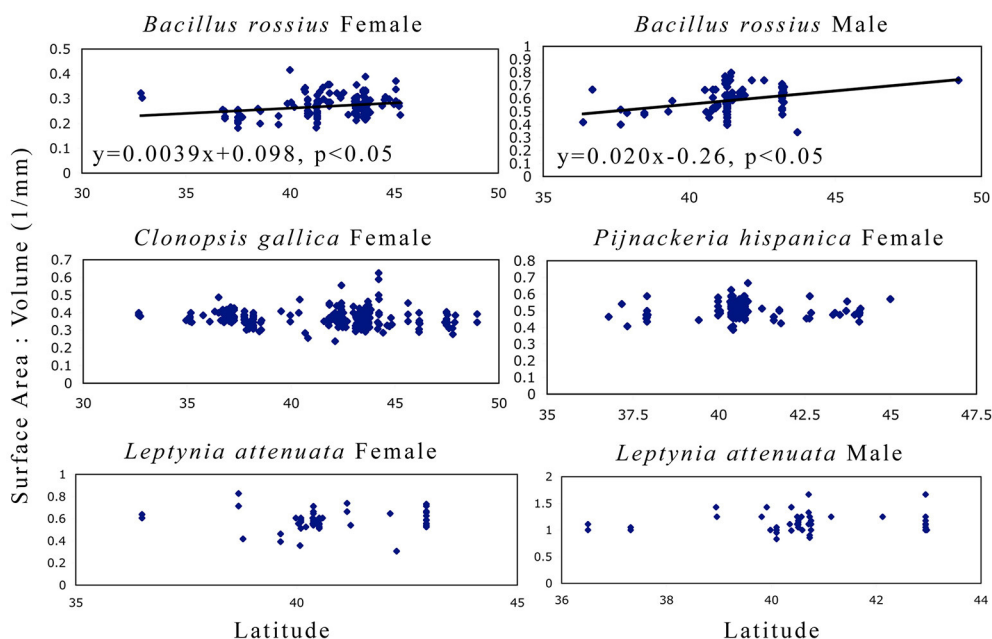 Surface Area : Volume (1/mm)
Bacillus rossius Female
0.5
0.4
0.3
0.2
0.1
0
y=0.0039x+0.098, p<0.05
30 35 40 45 50
Bacillus rossius Male
1
0.9
0.8
0.7
0.6
0.5
0.4
0.3
0.2
0.1
0
y=0.020x-0.26, p<0.05
35 40 45 50
Clonopsis gallica Female
0.7
0.6
0.5
0.4
0.3
0.2
0.1
0
30 35 40 45 50
Pijnackeria hispanica Female
0.8
0.7
0.6
0.5
0.4
0.3
0.2
0.1
0
35 37.5 40 42.5 45 47.5
Leptynia attenuata Female
1
0.8
0.6
0.4
0.2
0
35 40 45
Latitude
Leptynia attenuata Male
2
1.5
1
0.5
0
36 38 40 42 44
Latitude